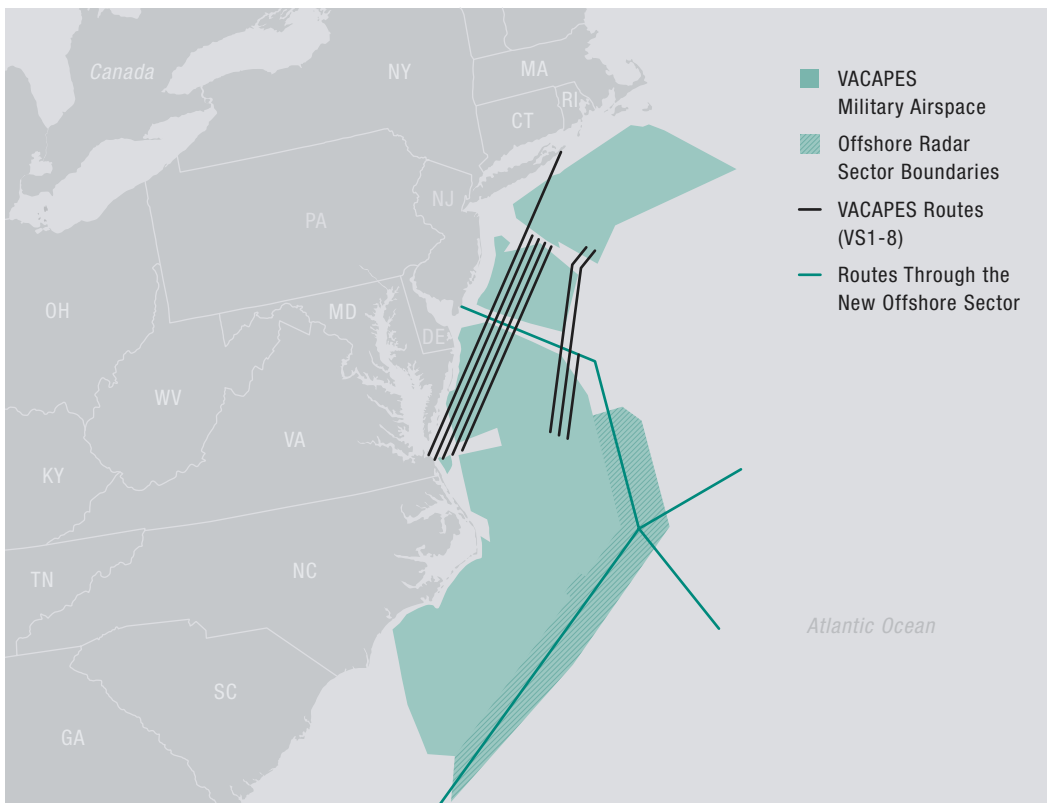 Canada
NY
MA
RI
CT
NJ
PA
OH
MD
DE
WV
VA
KY
TN
NC
SC
GA
Atlantic Ocean
VACAPES
Military Airspace
Offshore Radar
Sector Boundaries
VACAPES Routes
(VS1-8)
Routes Through the
New Offshore Sector